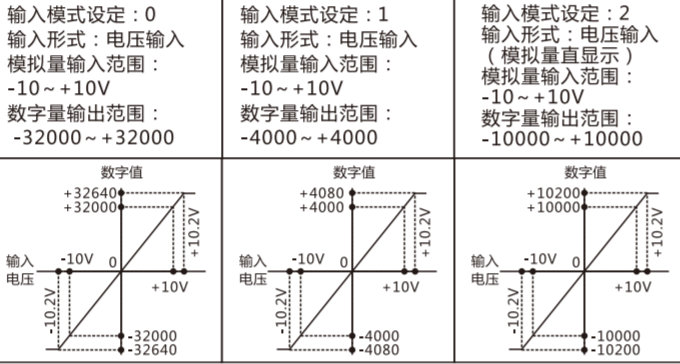 输入模式设定：0
输入形式：电压输入
模拟量输入范围：
-10～+10V
数字量输出范围：
-32000～+32000
输入模式设定：1
输入形式：电压输入
模拟量输入范围：
-10～+10V
数字量输出范围：
-4000～+4000
输入模式设定：2
输入形式：电压输入
（模拟量直显示）
模拟量输入范围：
-10～+10V
数字量输出范围：
-10000～+10000
数字值
+32640
+32000
+10.2V
-10V
0
输入
电压
+10V
-10.2V
-32000
-32640
数字值
+4080
+4000
+10.2V
-10V
0
输入
电压
+10V
-10.2V
-4000
-4080
数字值
+10200
+10000
+10.2V
-10V
0
输入
电压
+10V
-10.2V
-10000
-10200